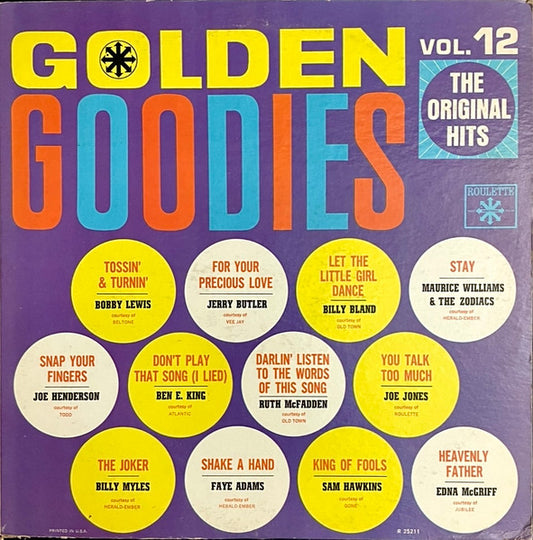 GOLDEN
VOL. 12
GOODIES
THE
ORIGINAL
HITS
ROULETTE
TOSSIN'
& TURNIN'
BOBBY LEWIS
courtesy of
BELTONE
FOR YOUR
PRECIOUS LOVE
JERRY BUTLER
courtesy of
VEE JAY
LET THE
LITTLE GIRL
DANCE
BILLY BLAND
courtesy of
OLD TOWN
STAY
MAURICE WILLIAMS
& THE ZODIACS
courtesy of
HERALD-EMBER
SNAP YOUR
FINGERS
JOE HENDERSON
courtesy of
TODD
DON'T PLAY
THAT SONG (I LIED)
BEN E. KING
courtesy of
ATLANTIC
DARLIN' LISTEN
TO THE WORDS
OF THIS SONG
RUTH McFADDEN
courtesy of
OLD TOWN
YOU TALK
TOO MUCH
JOE JONES
courtesy of
ROULETTE
THE JOKER
BILLY MYLES
courtesy of
HERALD-EMBER
SHAKE A HAND
FAYE ADAMS
courtesy of
HERALD EMBER
KING OF FOOLS
SAM HAWKINS
courtesy of
GONE
HEAVENLY
FATHER
EDNA McGRIFF
courtesy of
JUBILEE
PRINTED IN U.S.A.
R 25211